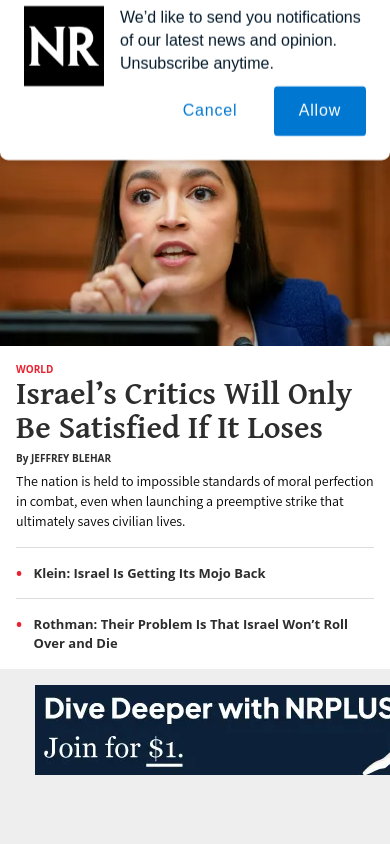 NR
We'd like to send you notifications
of our latest news and opinion.
Unsubscribe anytime.
Cancel
Allow
WORLD
Israel’s Critics Will Only
Be Satisfied If It Loses
By JEFFREY BLEHAR
The nation is held to impossible standards of moral perfection
in combat, even when launching a preemptive strike that
ultimately saves civilian lives.
• Klein: Israel Is Getting Its Mojo Back
• Rothman: Their Problem Is That Israel Won’t Roll
Over and Die
Dive Deeper with NRPLUS
Join for $1.